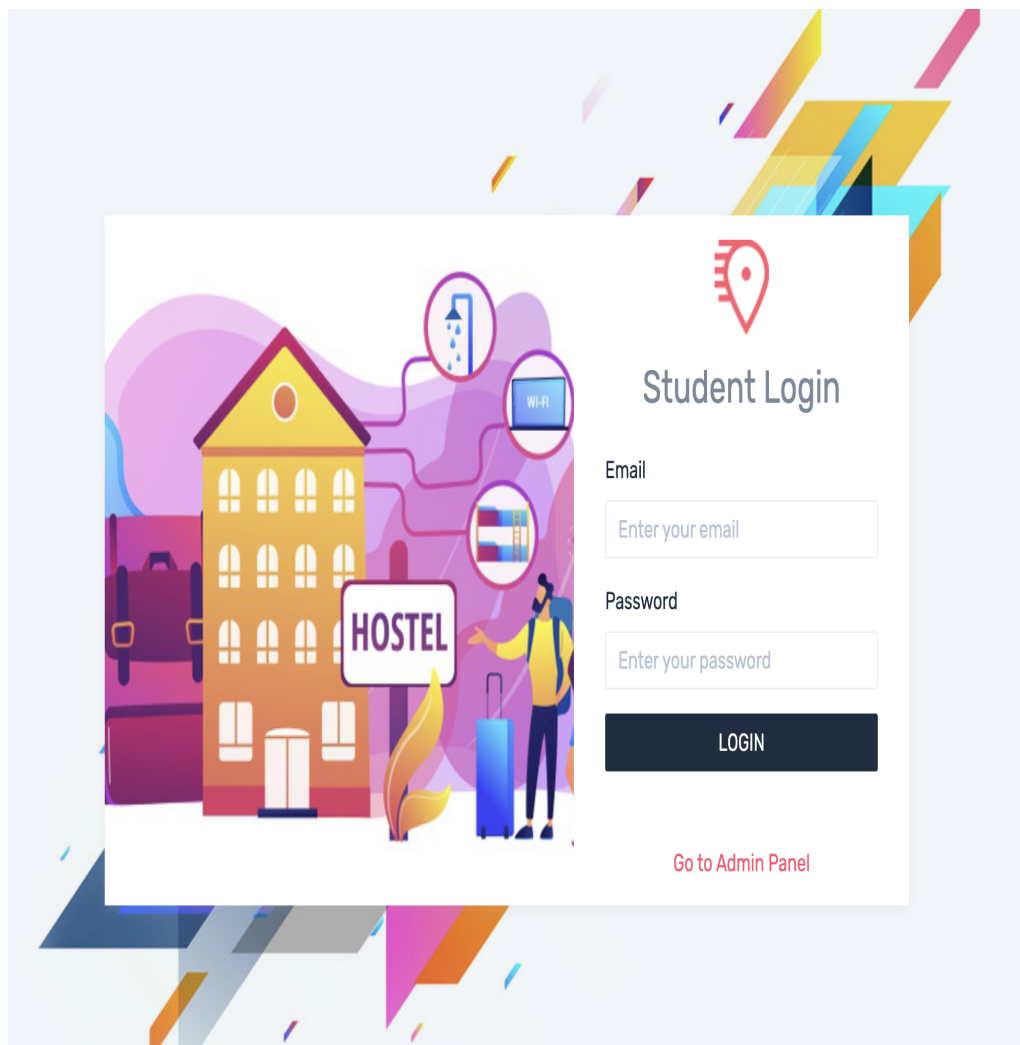 WI-FI
HOSTEL
Student Login
Email
Enter your email
Password
Enter your password
LOGIN
Go to Admin Panel